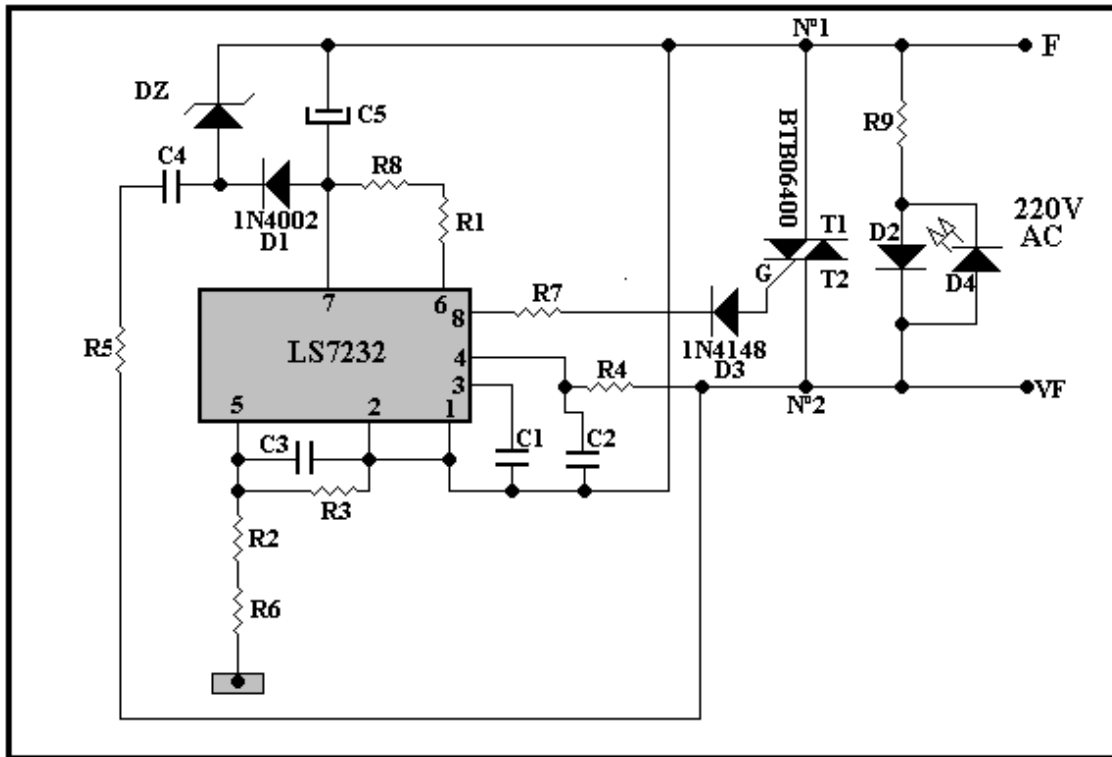 Nº1
F
DZ
C5
R9
C4
R8
BTB06400
1N4002
D1
R1
T1
D2
220V
AC
G
T2
D4
7
6
R7
8
R5
LS7232
1N4148
D3
4
R4
3
VF
5
2
1
Nº2
C3
C1
C2
R3
R2
R6